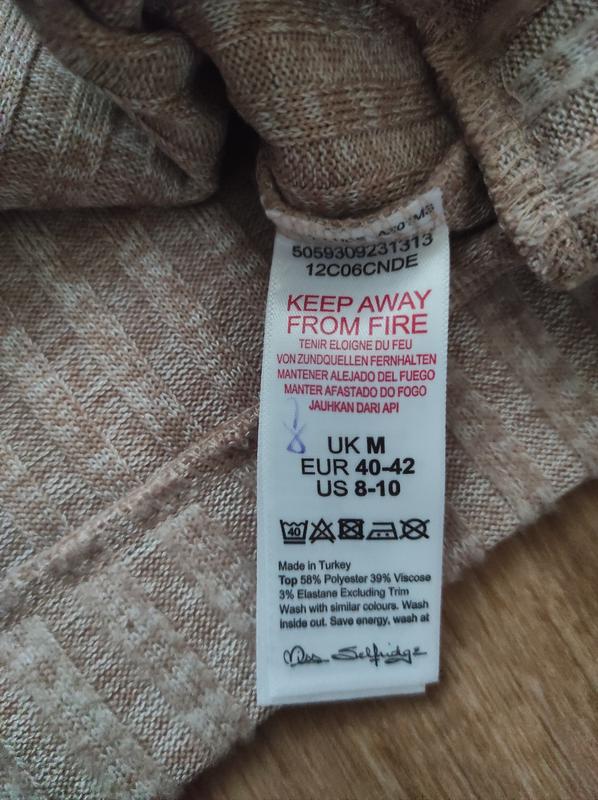 5059309231313
12C06CNDE
KEEP AWAY
FROM FIRE
TENIR ELOIGNE DU FEU
VON ZUNDQUELLEN FERNHALTEN
MANTENER ALEJADO DEL FUEGO
MANTER AFASTADO DO FOGO
JAUHKAN DARI API
UK M
EUR 40-42
US 8-10
40
Made in Turkey
Top 58% Polyester 39% Viscose
3% Elastane Excluding Trim
Wash with similar colours. Wash
inside out. Save energy, wash at
Miss Selfridge